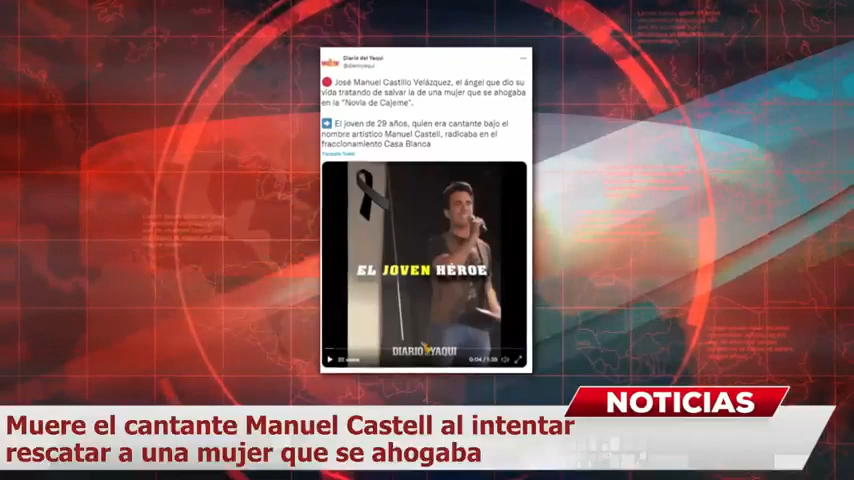 Diario del Yaqui
@diarioyaqui
José Manuel Castillo Velázquez, el ángel que dio su
vida tratando de salvar la de una mujer que se ahogaba
en la "Novia de Cajeme".
El joven de 29 años, quien era cantante bajo el
nombre artístico Manuel Castell, radicaba en el
fraccionamiento Casa Blanca
EL JOVEN HÉROE
DIARIO YAQUI
0:04 / 1:35
NOTICIAS
Muere el cantante Manuel Castell al intentar
rescatar a una mujer que se ahogaba